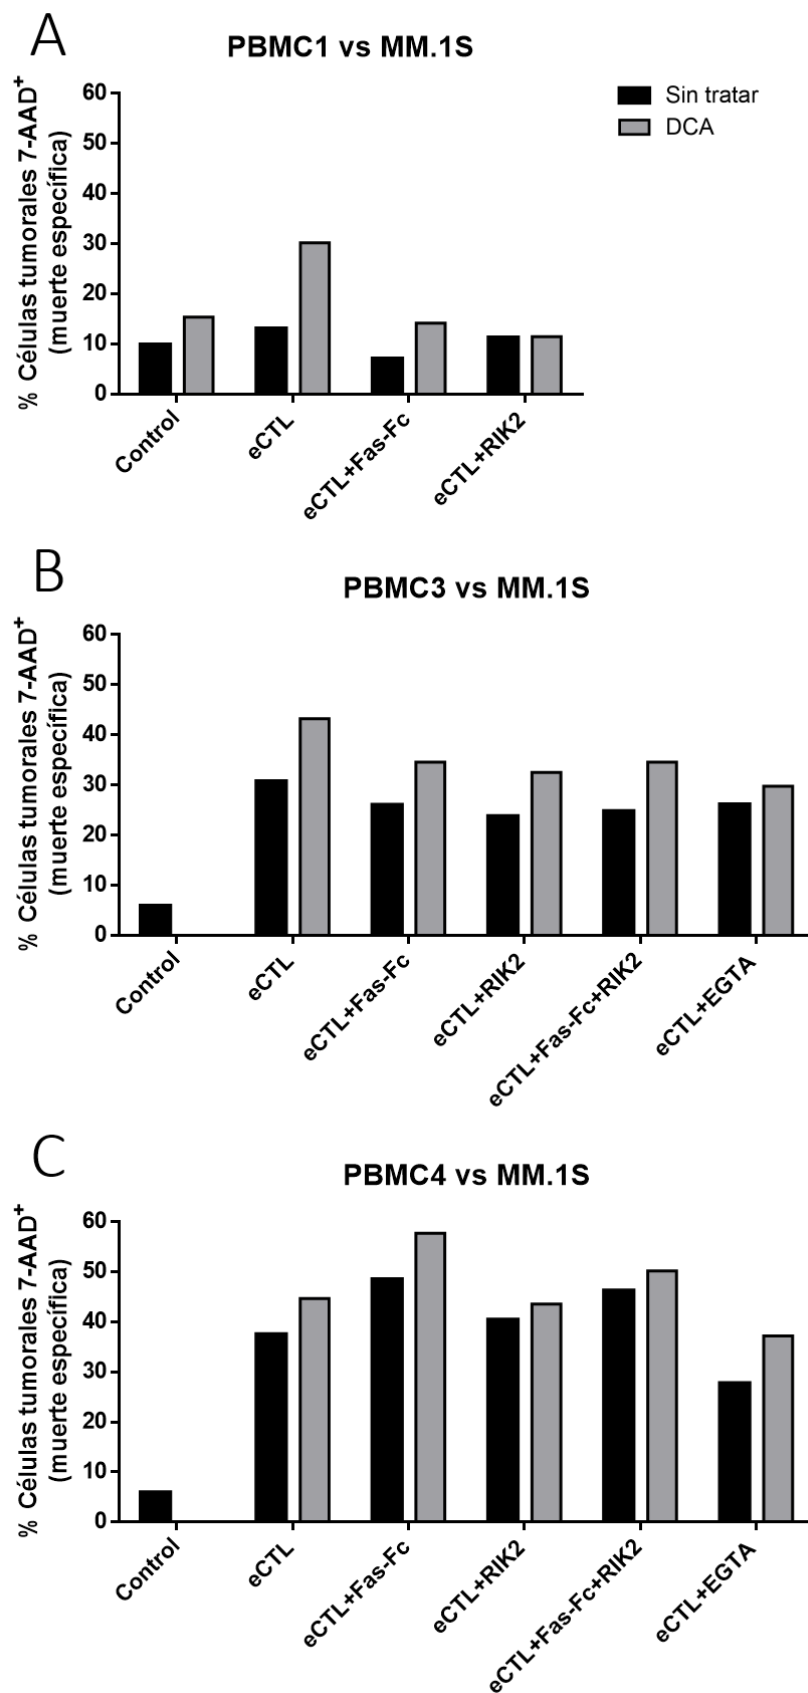 A
PBMC1 vs MM.1S
% Células tumorales 7-AAD⁺
(muerte específica)
60
50
40
30
20
10
0
Sin tratar
DCA
Control
eCTL
eCTL+Fas-Fc
eCTL+RIK2
B
PBMC3 vs MM.1S
% Células tumorales 7-AAD⁺
(muerte específica)
60
50
40
30
20
10
0
Control
eCTL
eCTL+Fas-Fc
eCTL+RIK2
eCTL+Fas-Fc+RIK2
eCTL+EGTA
C
PBMC4 vs MM.1S
% Células tumorales 7-AAD⁺
(muerte específica)
60
50
40
30
20
10
0
Control
eCTL
eCTL+Fas-Fc
eCTL+RIK2
eCTL+Fas-Fc+RIK2
eCTL+EGTA